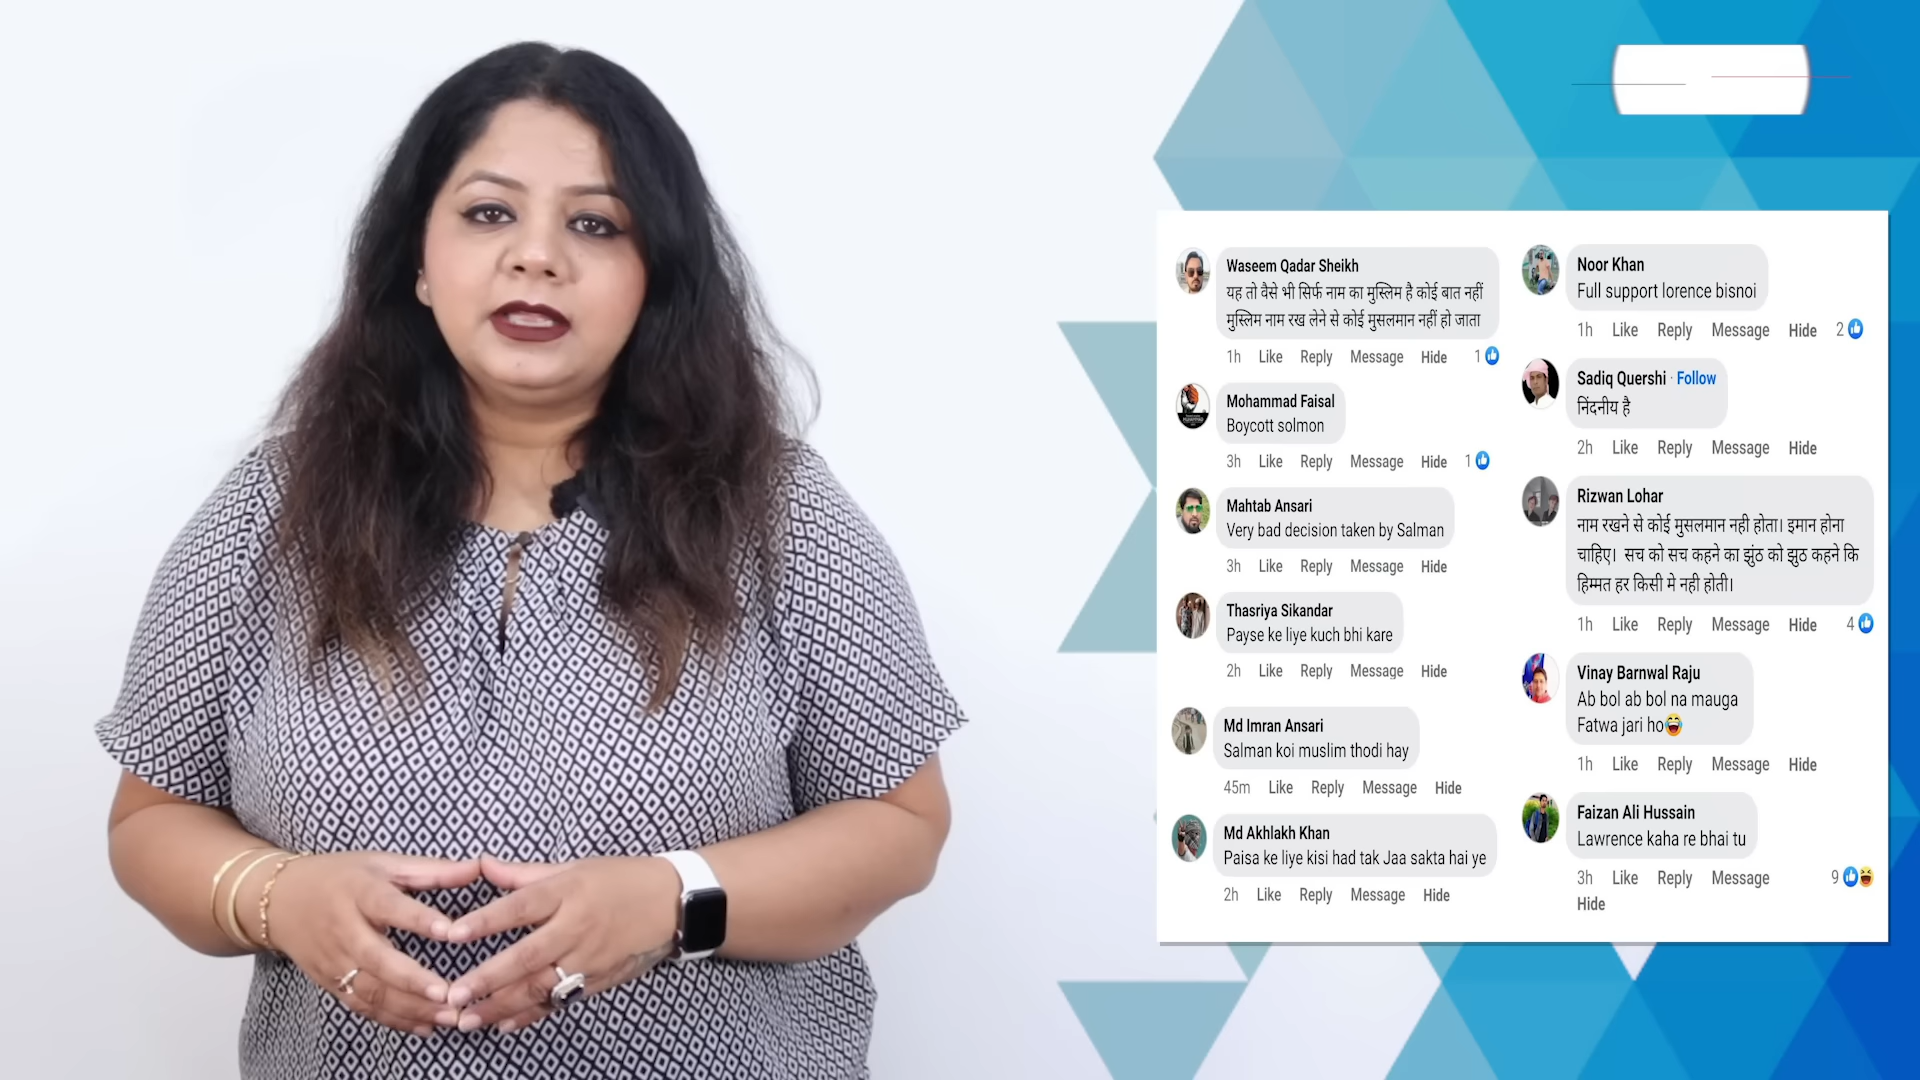 Waseem Qadar Sheikh
यह तो वैसे भी सिर्फ नाम का मुस्लिम है कोई बात नहीं
मुस्लिम नाम रख लेने से कोई मुसलमान नहीं हो जाता
1h Like Reply Message Hide 1
Mohammad Faisal
Boycott solmon
3h Like Reply Message Hide 1
Mahtab Ansari
Very bad decision taken by Salman
3h Like Reply Message Hide
Thasriya Sikandar
Payse ke liye kuch bhi kare
2h Like Reply Message Hide
Md Imran Ansari
Salman koi muslim thodi hay
45m Like Reply Message Hide
Md Akhlakh Khan
Paisa ke liye kisi had tak Jaa sakta hai ye
2h Like Reply Message Hide
Noor Khan
Full support lorence bisnoi
1h Like Reply Message Hide 2
Sadiq Quershi · Follow
निंदनीय है
2h Like Reply Message Hide
Rizwan Lohar
नाम रखने से कोई मुसलमान नही होता। इमान होना
चाहिए। सच को सच कहने का झुंठ को झुठ कहने कि
हिम्मत हर किसी मे नही होती।
1h Like Reply Message Hide 4
Vinay Barnwal Raju
Ab bol ab bol na mauga
Fatwa jari ho😂
1h Like Reply Message Hide
Faizan Ali Hussain
Lawrence kaha re bhai tu
3h Like Reply Message 9
Hide